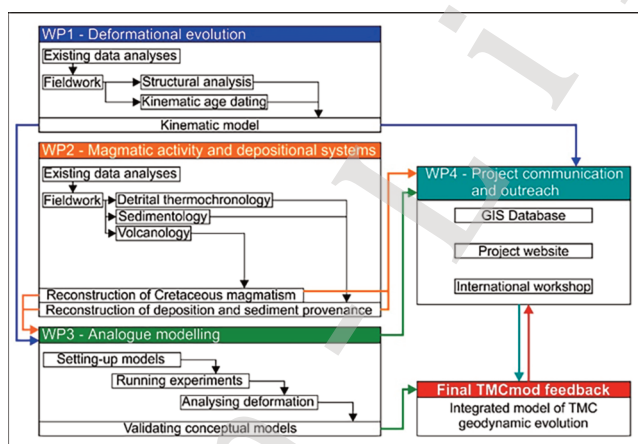 WP1 - Deformational evolution
Existing data analyses
Fieldwork
Structural analysis
Kinematic age dating
Kinematic model
WP2 - Magmatic activity and depositional systems
Existing data analyses
Fieldwork
Detrital thermochronology
Sedimentology
Volcanology
Reconstruction of Cretaceous magmatism
Reconstruction of deposition and sediment provenance
WP3 - Analogue modelling
Setting-up models
Running experiments
Analysing deformation
Validating conceptual models
WP4 - Project communication
and outreach
GIS Database
Project website
International workshop
Final TMCmod feedback
Integrated model of TMC
geodynamic evolution